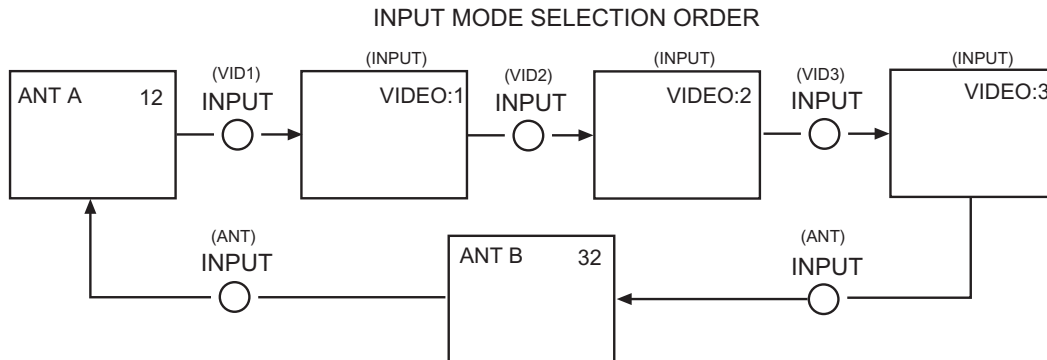 INPUT MODE SELECTION ORDER
(INPUT) (INPUT) (INPUT)
(VID1) (VID2) (VID3)
ANT A 12 INPUT VIDEO:1 INPUT VIDEO:2 INPUT VIDEO:3
(ANT) (ANT)
INPUT ANT B 32 INPUT